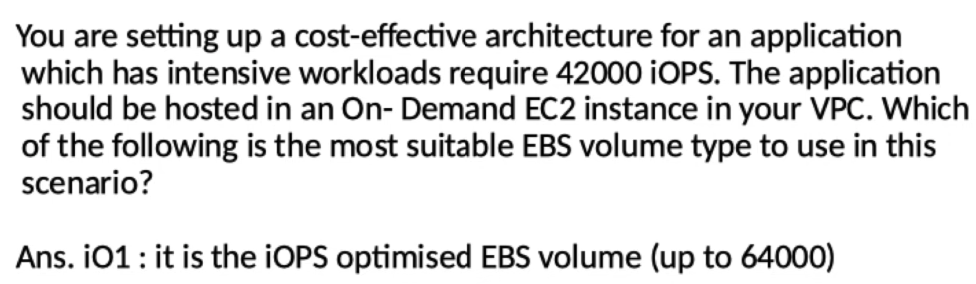 You are setting up a cost-effective architecture for an application
which has intensive workloads require 42000 iOPS. The application
should be hosted in an On- Demand EC2 instance in your VPC. Which
of the following is the most suitable EBS volume type to use in this
scenario?
Ans. iO1 : it is the iOPS optimised EBS volume (up to 64000)